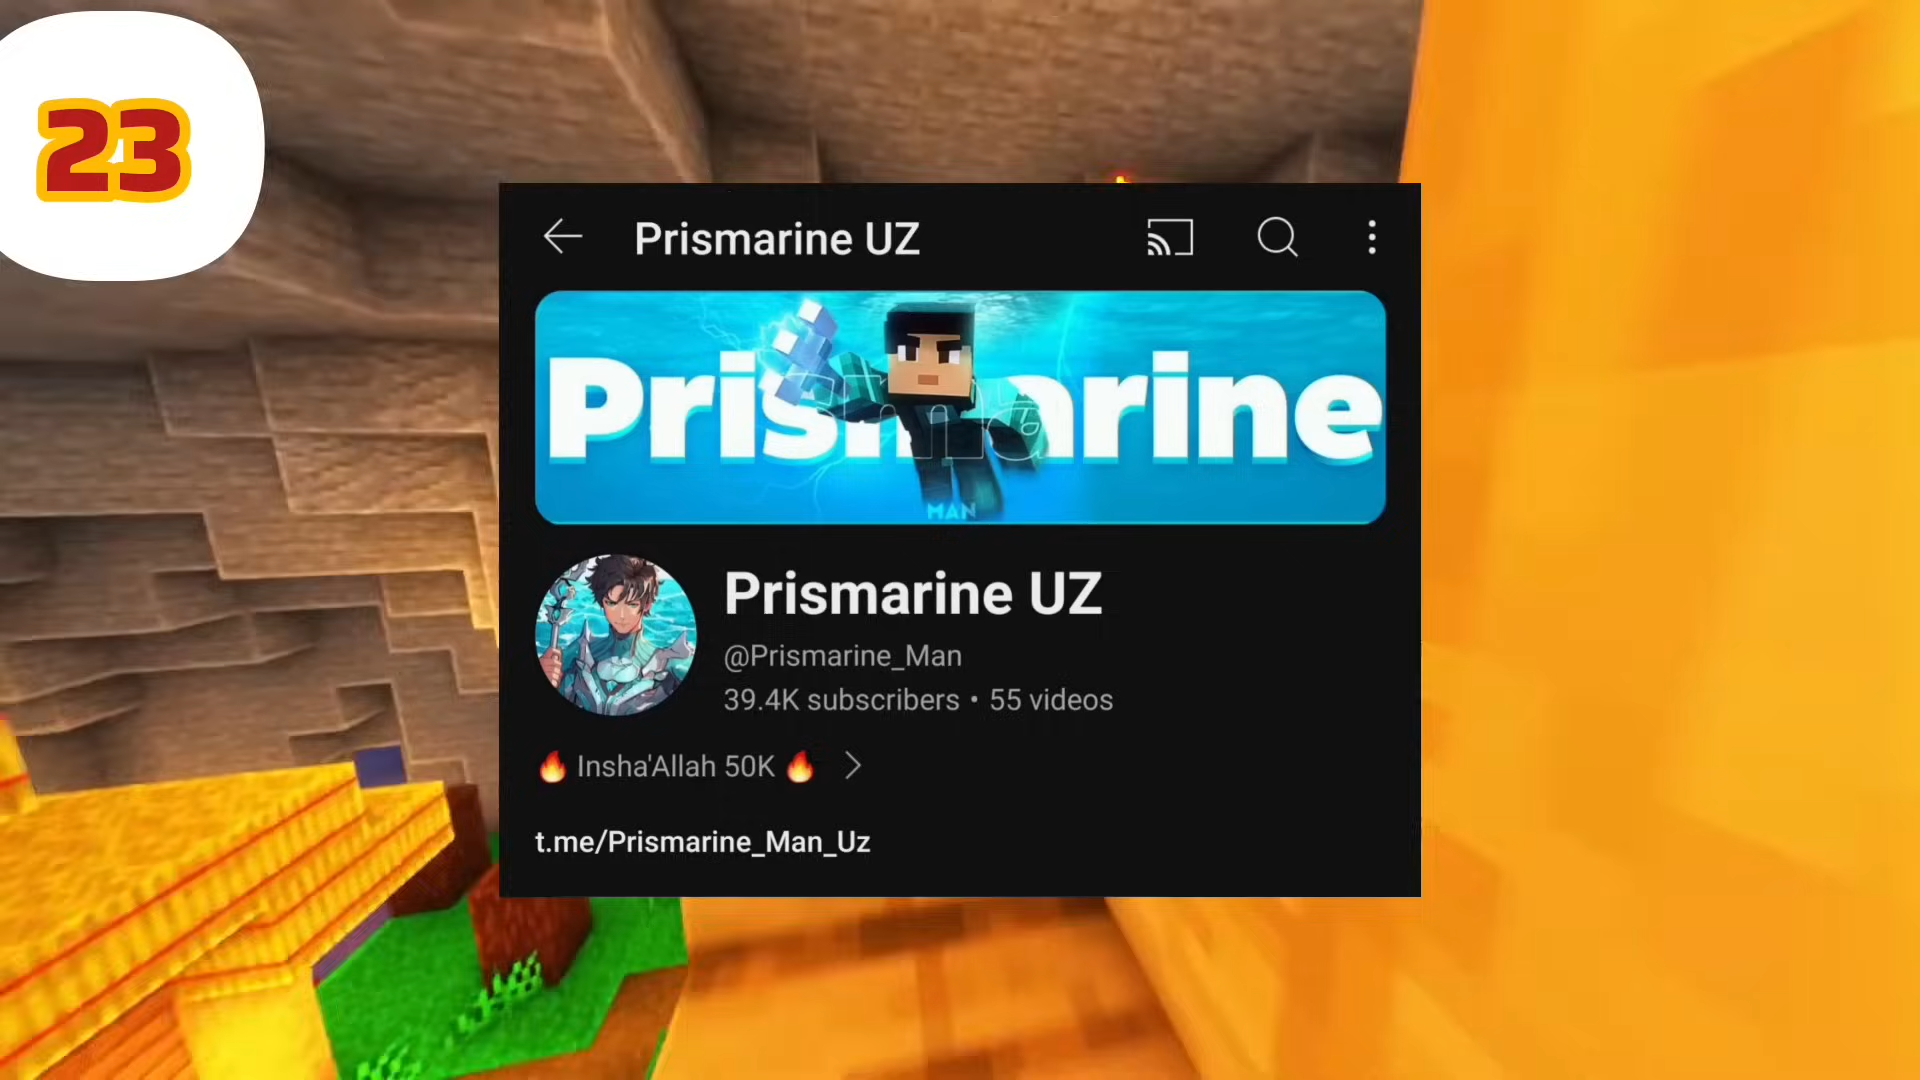 23
Prismarine UZ
Prismarine
MAN
Prismarine UZ
@Prismarine_Man
39.4K subscribers • 55 videos
🔥 Insha'Allah 50K 🔥
t.me/Prismarine_Man_Uz